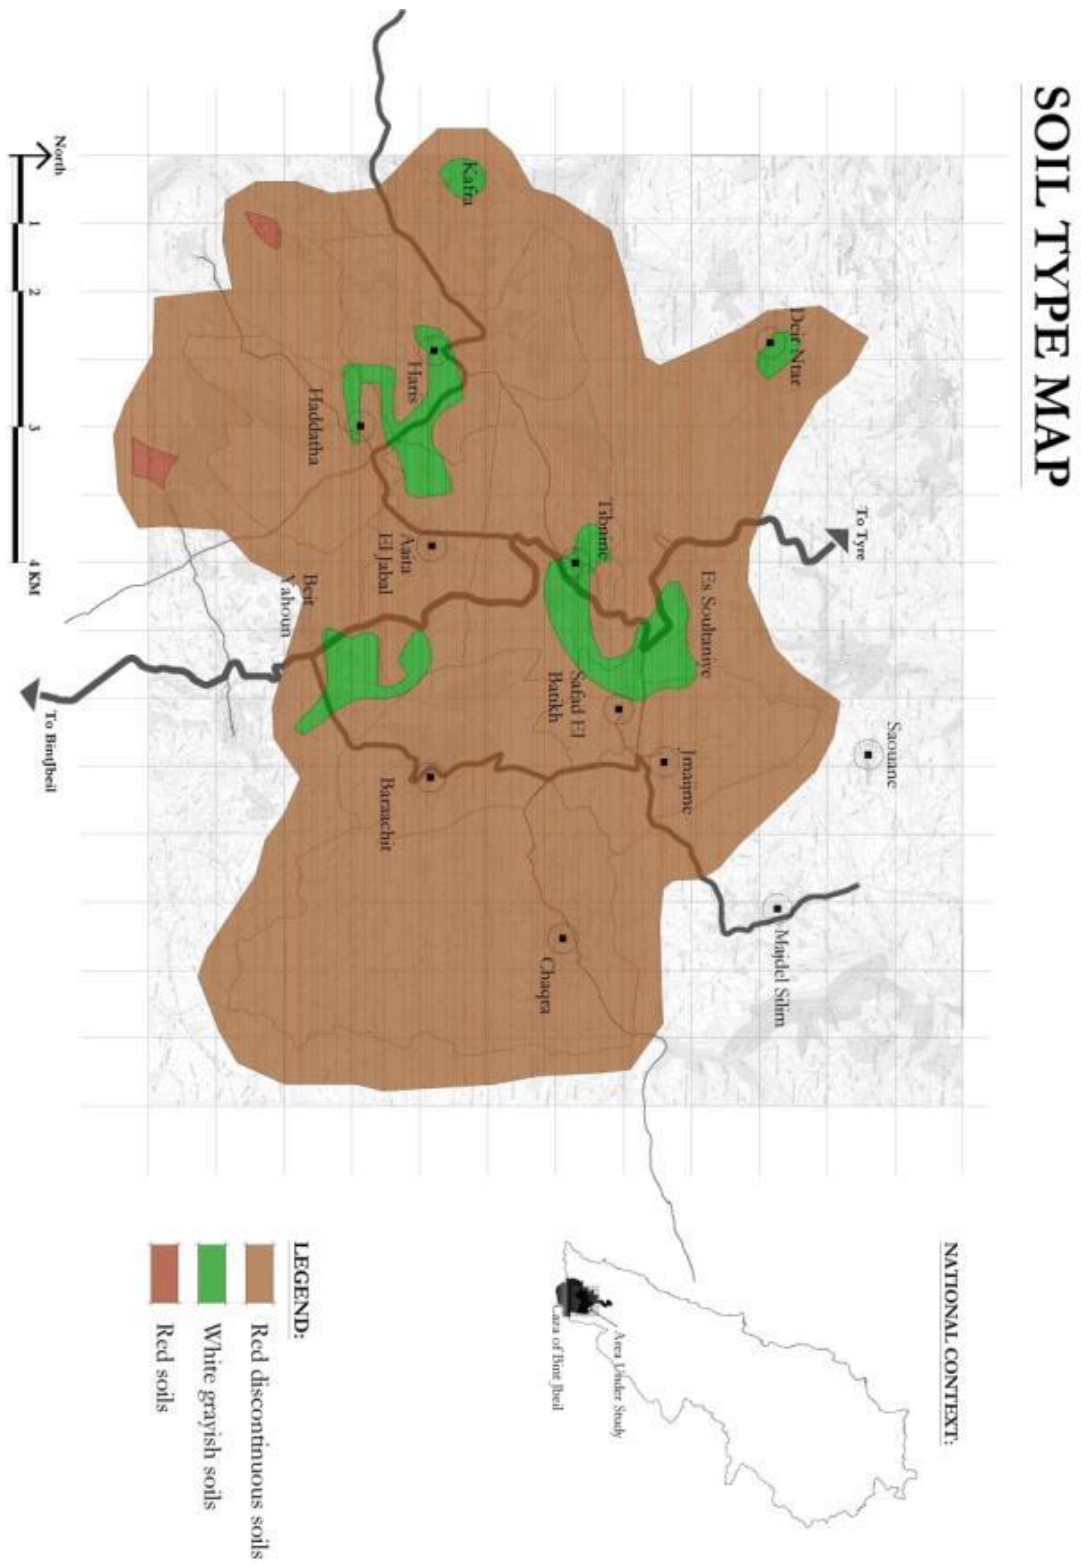 SOIL TYPE MAP
NATIONAL CONTEXT:
Area Under Study
Caza of Bint Jbeil
Saouane
To Tyre
Majdel Silim
Deir Ntar
Es Soultaniye
Jmaqme
Tibnine
Safad El
Batikh
Chaqra
Kafra
Haris
Aaita
El Jabal
Baraachit
Haddatha
Beit
Yahoun
To BintJbeil
North
1
2
3
4 KM
LEGEND:
Red discontinuous soils
White grayish soils
Red soils